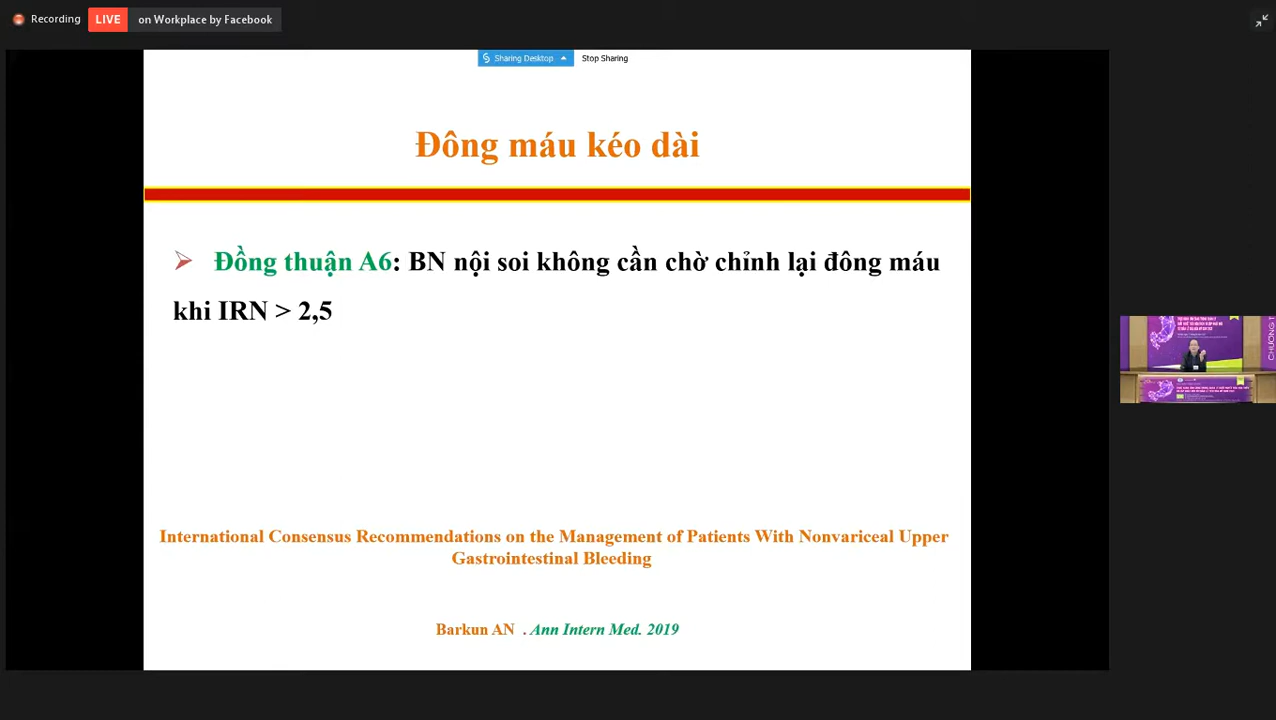 Recording LIVE on Workplace by Facebook
Sharing Desktop Stop Sharing
Đông máu kéo dài
Đồng thuận A6: BN nội soi không cần chờ chỉnh lại đông máu
khi IRN > 2,5
International Consensus Recommendations on the Management of Patients With Nonvariceal Upper
Gastrointestinal Bleeding
Barkun AN . Ann Intern Med. 2019
CHƯƠNG T